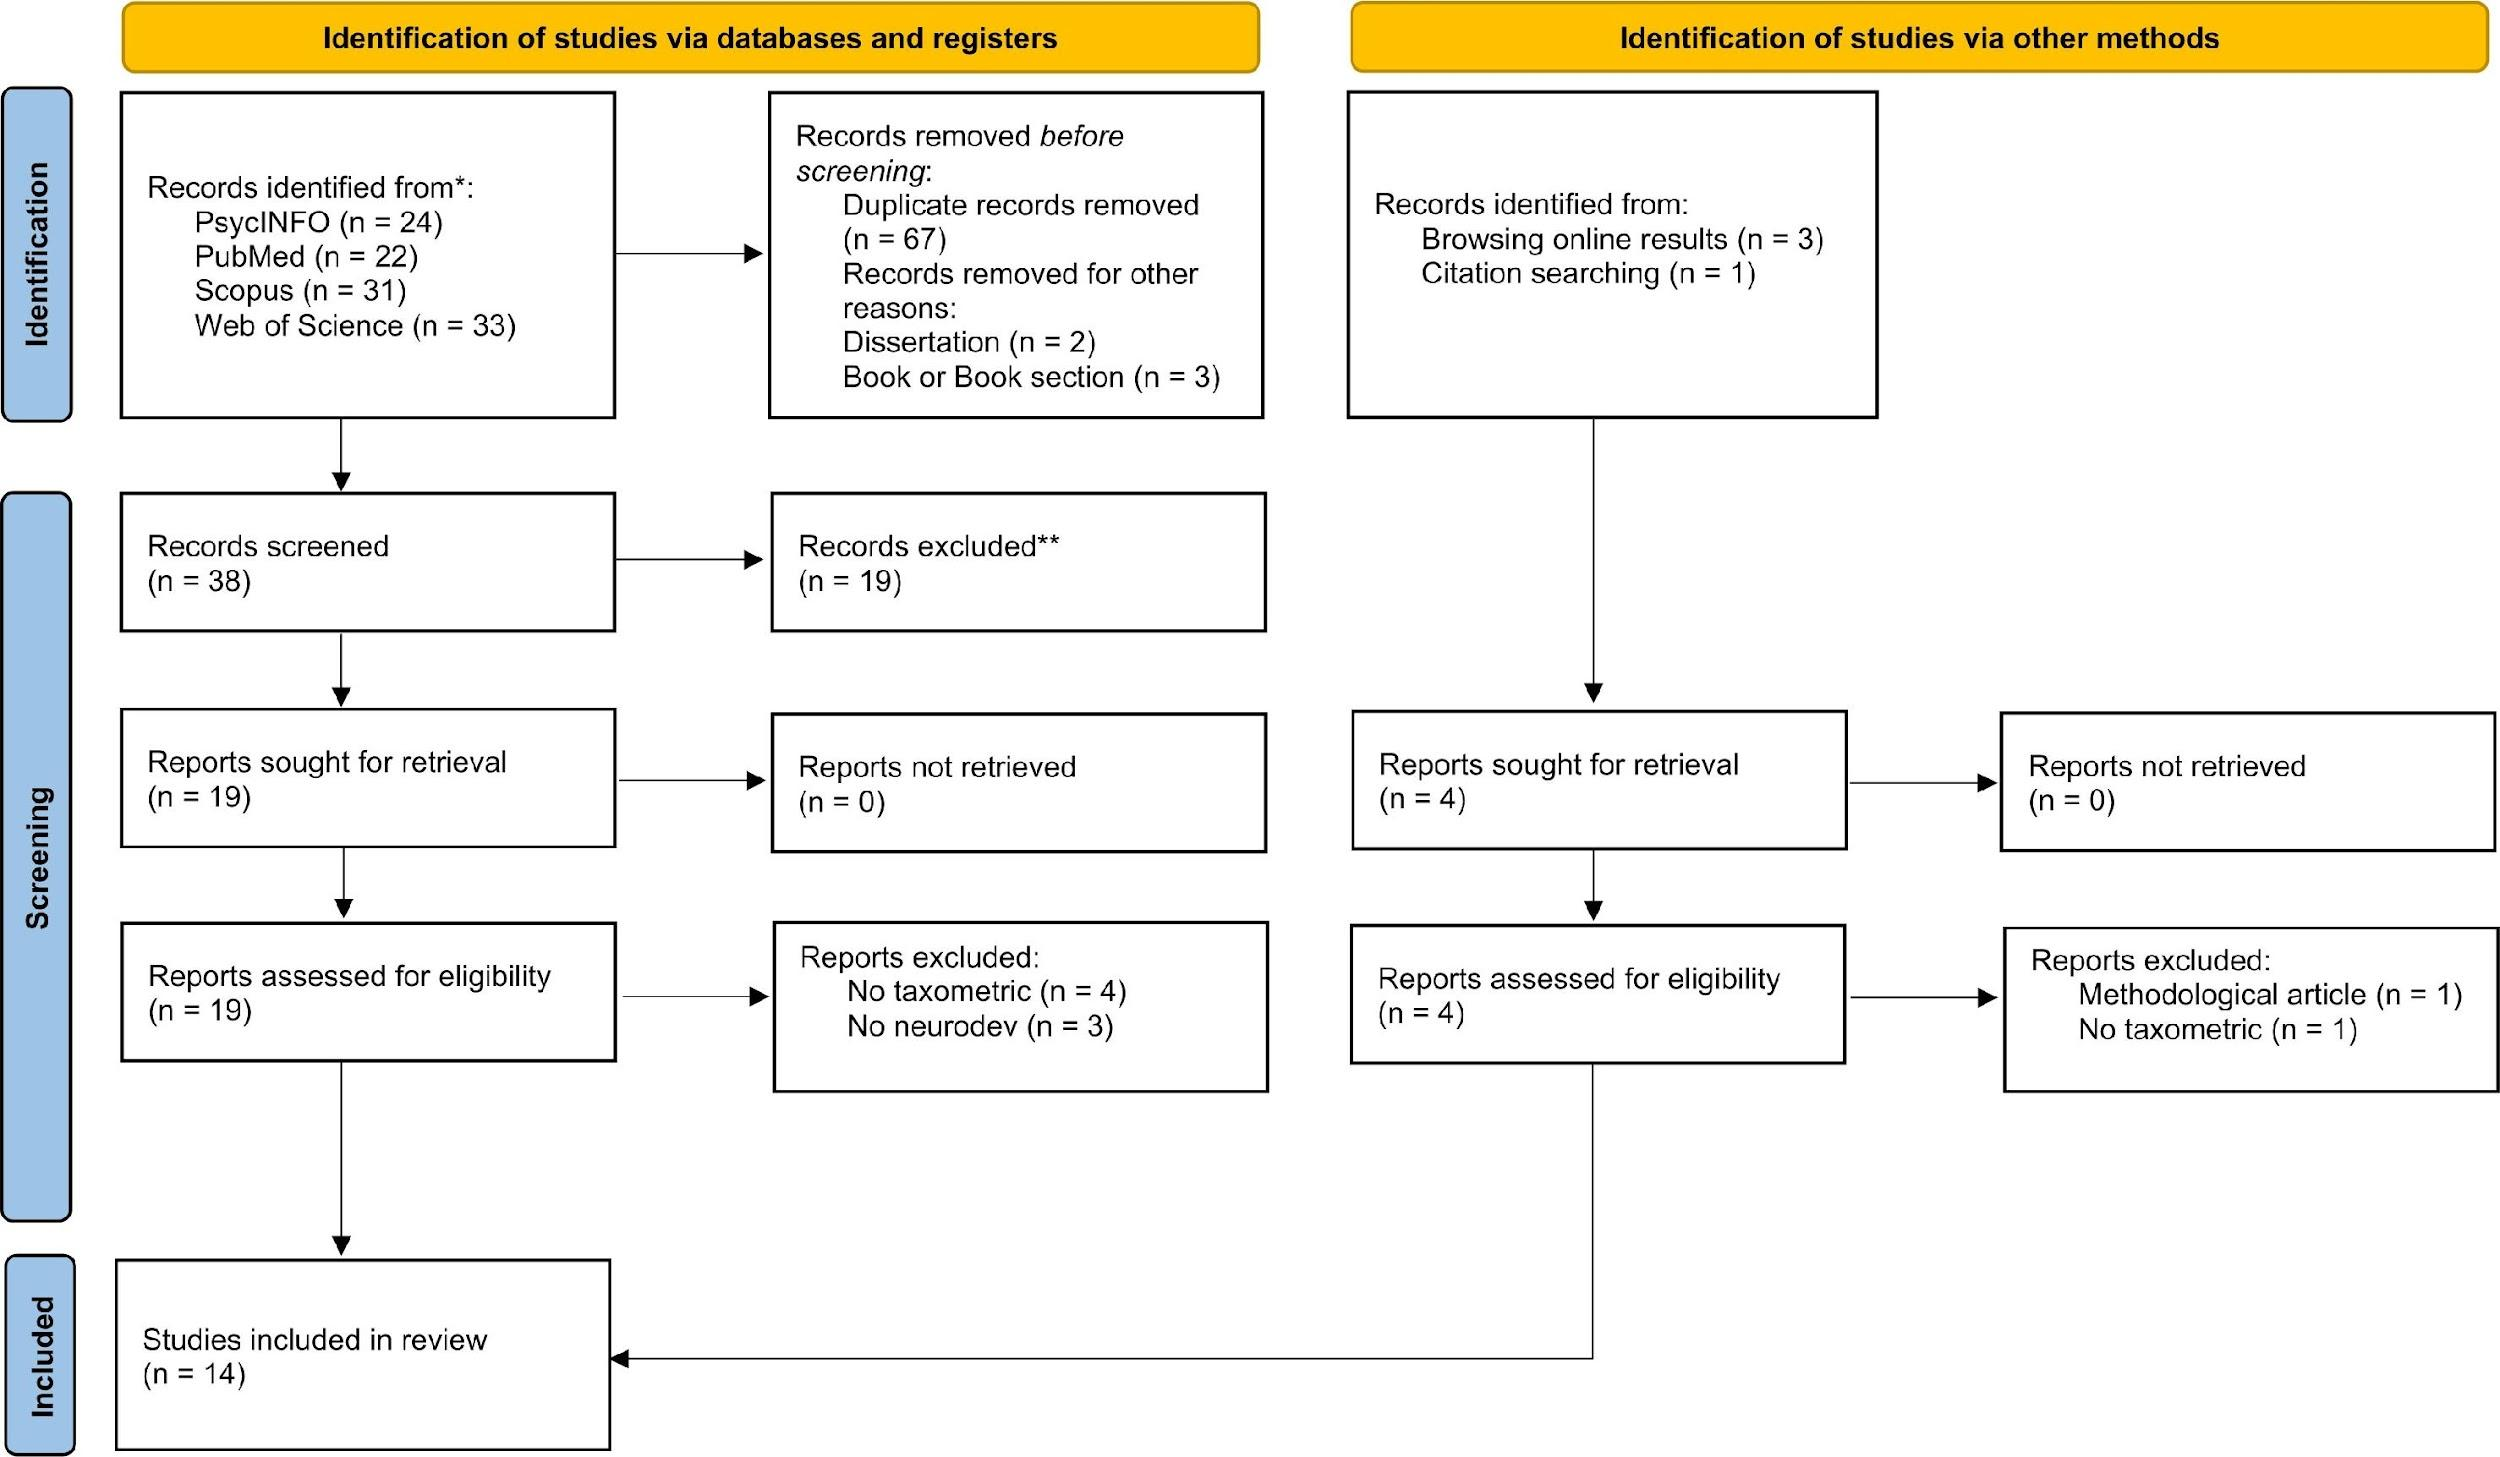 Identification of studies via databases and registers
Identification of studies via other methods
Identification
Records identified from*:
PsycINFO (n = 24)
PubMed (n = 22)
Scopus (n = 31)
Web of Science (n = 33)
Records removed before
screening:
Duplicate records removed
(n = 67)
Records removed for other
reasons:
Dissertation (n = 2)
Book or Book section (n = 3)
Records identified from:
Browsing online results (n = 3)
Citation searching (n = 1)
Screening
Records screened
(n = 38)
Records excluded**
(n = 19)
Reports sought for retrieval
(n = 19)
Reports not retrieved
(n = 0)
Reports sought for retrieval
(n = 4)
Reports not retrieved
(n = 0)
Reports assessed for eligibility
(n = 19)
Reports excluded:
No taxometric (n = 4)
No neurodev (n = 3)
Reports assessed for eligibility
(n = 4)
Reports excluded:
Methodological article (n = 1)
No taxometric (n = 1)
Included
Studies included in review
(n = 14)